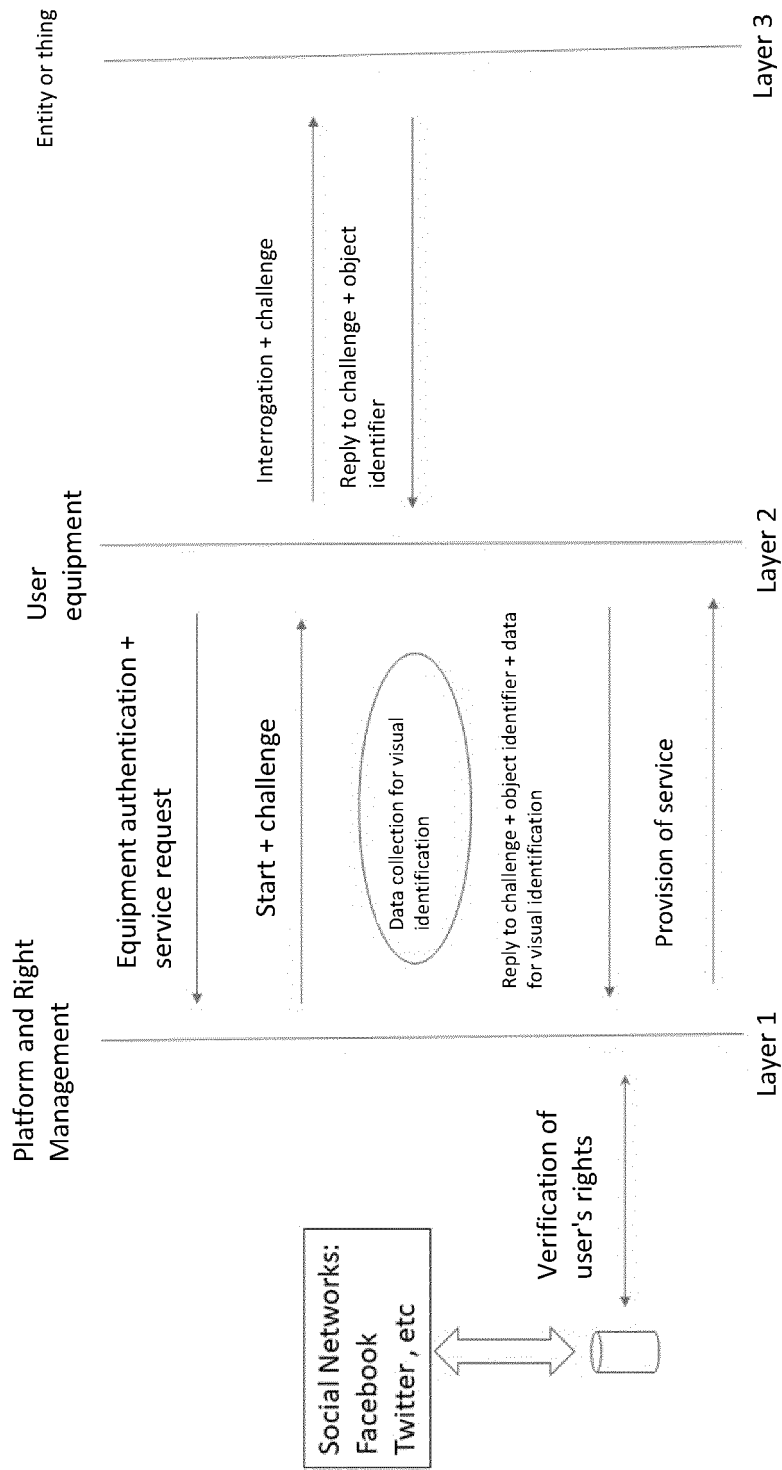 Platform and Right
Management
User
equipment
Entity or thing
Equipment authentication +
service request
Start + challenge
Interrogation + challenge
Reply to challenge + object
identifier
Data collection for visual
identification
Reply to challenge + object identifier + data
for visual identification
Provision of service
Social Networks:
Facebook
Twitter , etc
Verification of
user's rights
Layer 1
Layer 2
Layer 3